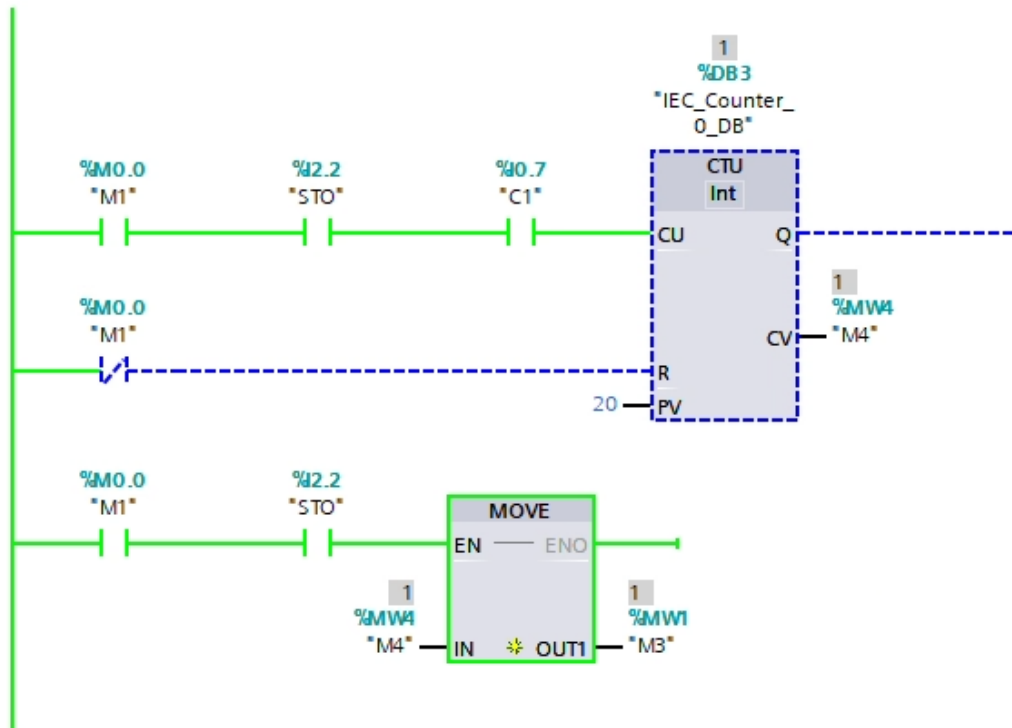 1
%DB3
"IEC_Counter_
0_DB"
%M0.0
"M1"
%I2.2
"STO"
%I0.7
"C1"
CTU
Int
CU
Q
1
%MW4
"M4"
CV
%M0.0
"M1"
R
20
PV
%M0.0
"M1"
%I2.2
"STO"
MOVE
EN
ENO
1
%MW4
"M4"
IN
OUT1
1
%MW1
"M3"